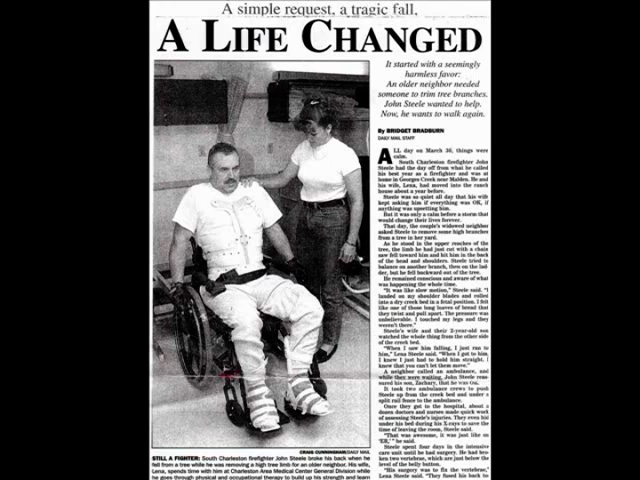 A simple request, a tragic fall,
A LIFE CHANGED
It started with a seemingly
harmless favor:
An older neighbor needed
someone to trim tree branches.
John Steele wanted to help.
Now, he wants to walk again.
By BRIDGET BRADBURN
DAILY MAIL STAFF
ALL day on March 30, things were
calm.
South Charleston firefighter John
Steele had the day off from what he called
his best year as a firefighter and was at
home in Georges Creek near Malden. He and
his wife, Lena, had moved into the ranch
house about a year before.
Steele was so quiet all day that his wife
kept asking him if everything was OK, if
anything was upsetting him.
But it was only a calm before a storm that
would change their lives forever.
That day, the couple's widowed neighbor
asked Steele to remove some high branches
from a tree in her yard.
As he stood in the upper reaches of the
tree, the limb he had just cut with a chain
saw fell toward him and hit him in the back
of the head and shoulders. Steele tried to
balance on another branch, then on the lad-
der, but he fell backward out of the tree.
He remained conscious and aware of what
was happening the whole time.
"It was like slow motion," Steele said. "I
landed on my shoulder blades and rolled
into a dry creek bed in a fetal position. I felt
like one of those long loaves of bread that
they twist and pull apart. The pressure was
unbelievable. I touched my legs and they
weren't there."
Steele's wife and their 2-year-old son
watched the whole thing from the other side
of the creek bed.
"When I saw him falling, I just ran to
him," Lena Steele said. "When I got to him,
I knew I just had to hold him straight. I
knew that you can't let them move."
A neighbor called an ambulance, and
while they were waiting, John Steele reas-
sured his son, Zachary, that he was OK.
It took two ambulance crews to push
Steele up from the creek bed and under a
split rail fence to the ambulance.
Once they got to the hospital, about a
dozen doctors and nurses made quick work
of assessing Steele's injuries. They even hid
under his bed during his X-rays to save the
time of leaving the room, Steele said.
"That was awesome, it was just like on
'ER,'" he said.
Steele spent four days in the intensive
care unit before he had surgery. He had bro-
ken two vertebrae, which are just below the
level of the belly button.
"His surgery was to fix the vertebrae,"
Lena Steele said. "They fused his back to
CRAIG CUNNINGHAM/DAILY MAIL
STILL A FIGHTER: South Charleston firefighter John Steele broke his back when he
fell from a tree while he was removing a high tree limb for an older neighbor. His wife,
Lena, spends time with him at Charleston Area Medical Center General Division while
he goes through physical and occupational therapy to build up his strength and learn